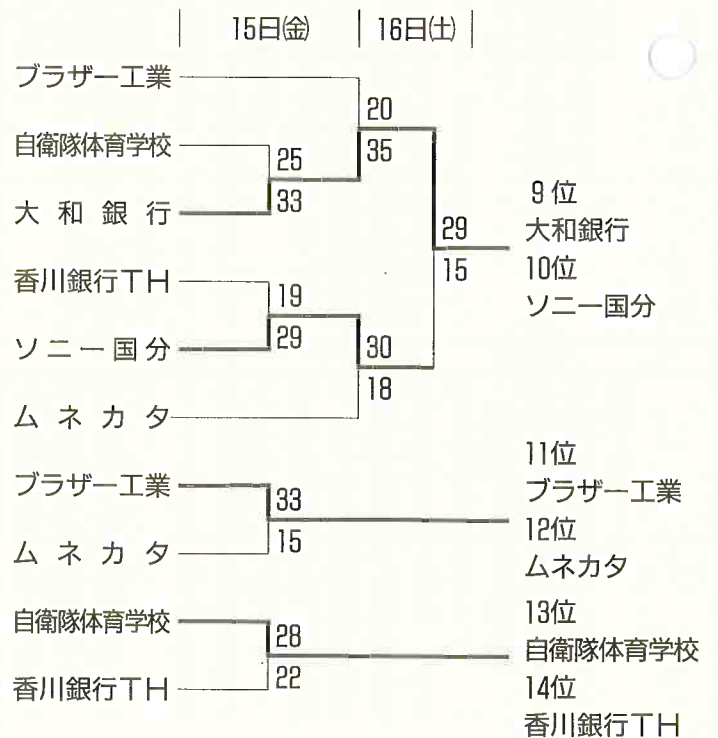 15日(金) 16日(土)
ブラザー工業
20
自衛隊体育学校
35
25
33
大和銀行
9位
29
大和銀行
15
10位
香川銀行TH
ソニー国分
19
ソニー国分
29
30
18
ムネカタ
11位
ブラザー工業
33
ブラザー工業
15
12位
ムネカタ
ムネカタ
13位
自衛隊体育学校
28
自衛隊体育学校
22
14位
香川銀行TH
香川銀行TH